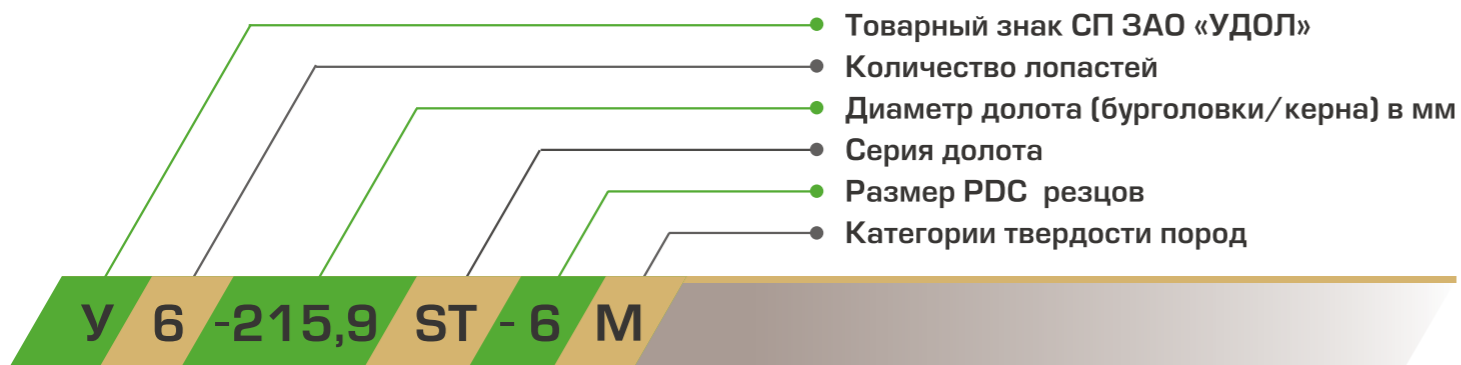 Товарный знак СП ЗАО «УДОЛ»
Количество лопастей
Диаметр долота (бурголовки/керна) в мм
Серия долота
Размер PDC резцов
Категории твердости пород
У 6 -215,9 ST - 6 М